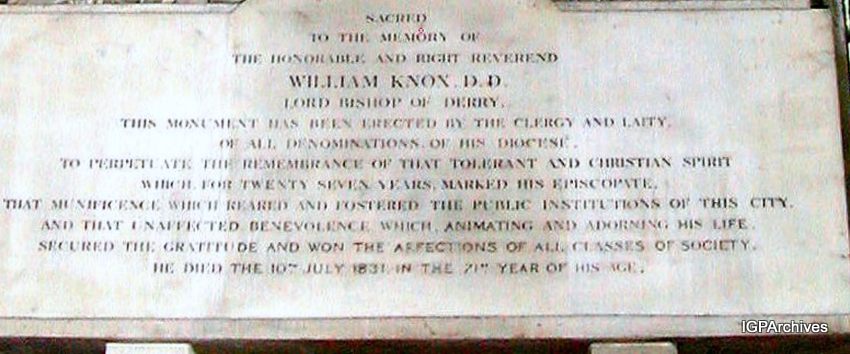 SACRED
TO THE MEMORY OF
THE HONORABLE AND RIGHT REVEREND
WILLIAM KNOX. D.D.
LORD BISHOP OF DERRY.
THIS MONUMENT HAS BEEN ERECTED BY THE CLERGY AND LAITY,
OF ALL DENOMINATIONS, OF HIS DIOCESE.
TO PERPETUATE THE REMEMBRANCE OF THAT TOLERANT AND CHRISTIAN SPIRIT
WHICH, FOR TWENTY SEVEN YEARS, MARKED HIS EPISCOPATE,
THAT MUNIFICENCE WHICH REARED AND FOSTERED THE PUBLIC INSTITUTIONS OF THIS CITY.
AND THAT UNAFFECTED BENEVOLENCE WHICH, ANIMATING AND ADORNING HIS LIFE,
SECURED THE GRATITUDE AND WON THE AFFECTIONS OF ALL CLASSES OF SOCIETY.
HE DIED THE 10TH JULY 1831, IN THE 71ST YEAR OF HIS AGE.
IGPArchives